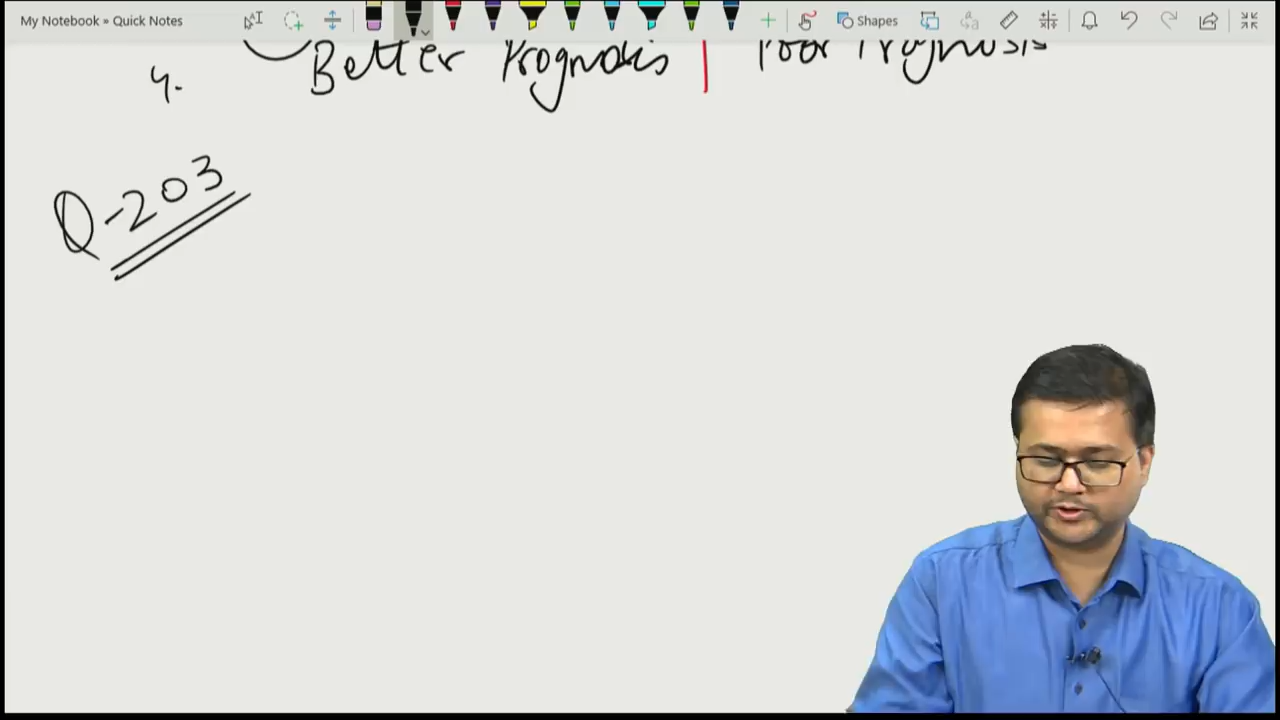 My Notebook » Quick Notes
Shapes
Better Prognosis | Poor Prognosis
4.
Q-203